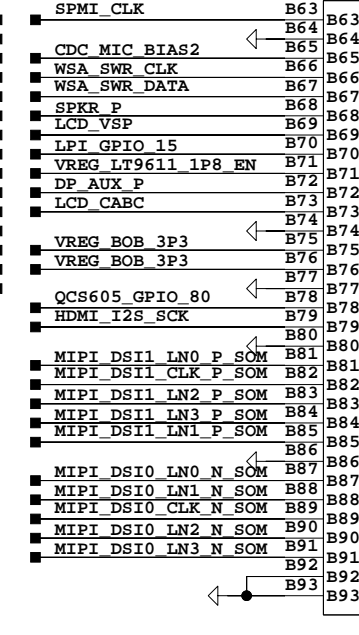 SPMI_CLK B63 B63
B64 B64
CDC_MIC_BIAS2 B65 B65
WSA_SWR_CLK B66 B66
WSA_SWR_DATA B67 B67
SPKR_P B68 B68
LCD_VSP B69 B69
LPI_GPIO_15 B70 B70
VREG_LT9611_1P8_EN B71 B71
DP_AUX_P B72 B72
LCD_CABC B73 B73
B74 B74
VREG_BOB_3P3 B75 B75
VREG_BOB_3P3 B76 B76
B77 B77
QCS605_GPIO_80 B78 B78
HDMI_I2S_SCK B79 B79
B80 B80
MIPI_DSI1_LN0_P_SOM B81 B81
MIPI_DSI1_CLK_P_SOM B82 B82
MIPI_DSI1_LN2_P_SOM B83 B83
MIPI_DSI1_LN3_P_SOM B84 B84
MIPI_DSI1_LN1_P_SOM B85 B85
B86 B86
MIPI_DSI0_LN0_N_SOM B87 B87
MIPI_DSI0_LN1_N_SOM B88 B88
MIPI_DSI0_CLK_N_SOM B89 B89
MIPI_DSI0_LN2_N_SOM B90 B90
MIPI_DSI0_LN3_N_SOM B91 B91
B92 B92
B93 B93